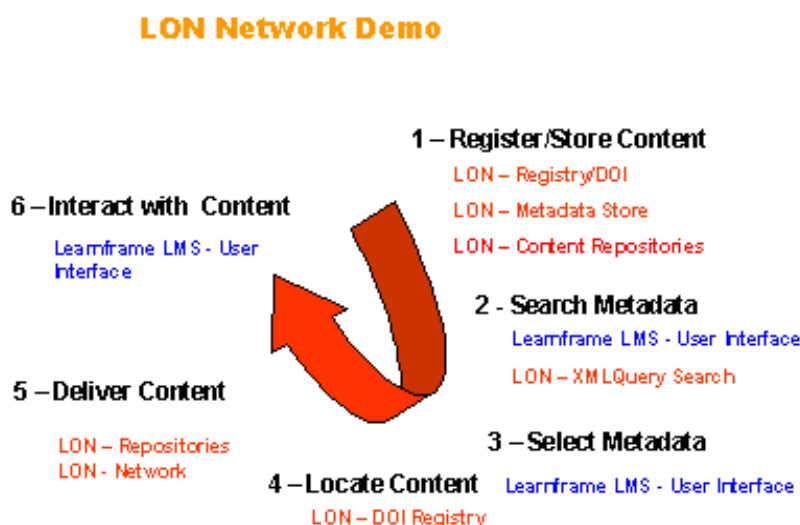 LON Network Demo
1 – Register/Store Content
LON – Registry/DOI
LON – Metadata Store
LON – Content Repositories
2 - Search Metadata
Learnframe LMS - User Interface
LON – XMLQuery Search
3 – Select Metadata
Learnframe LMS - User Interface
4 – Locate Content
LON – DOI Registry
5 – Deliver Content
LON – Repositories
LON - Network
6 – Interact with Content
Learnframe LMS - User
Interface